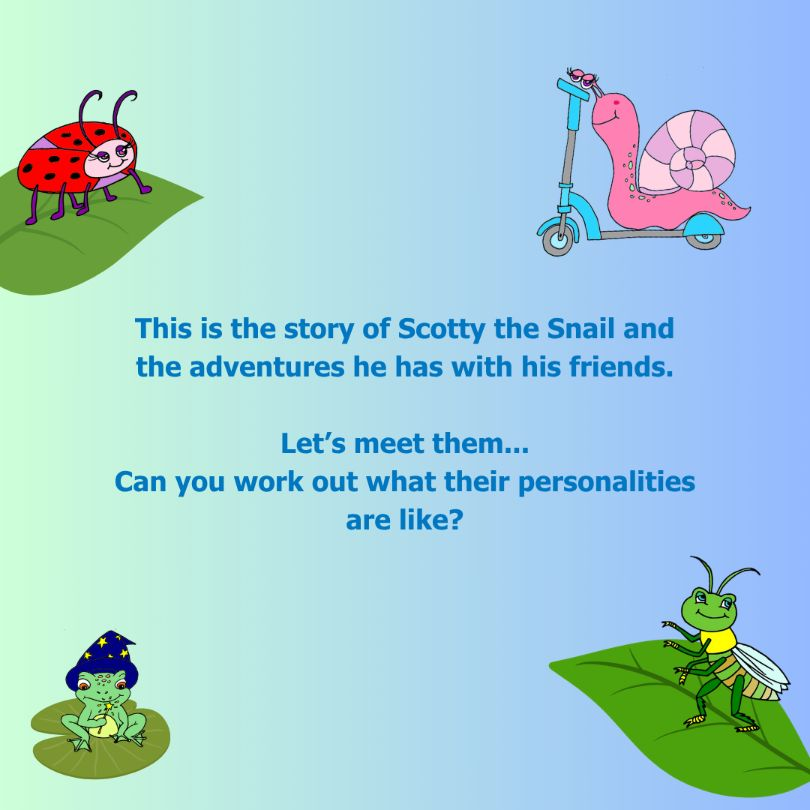 This is the story of Scotty the Snail and
the adventures he has with his friends.
Let’s meet them...
Can you work out what their personalities
are like?